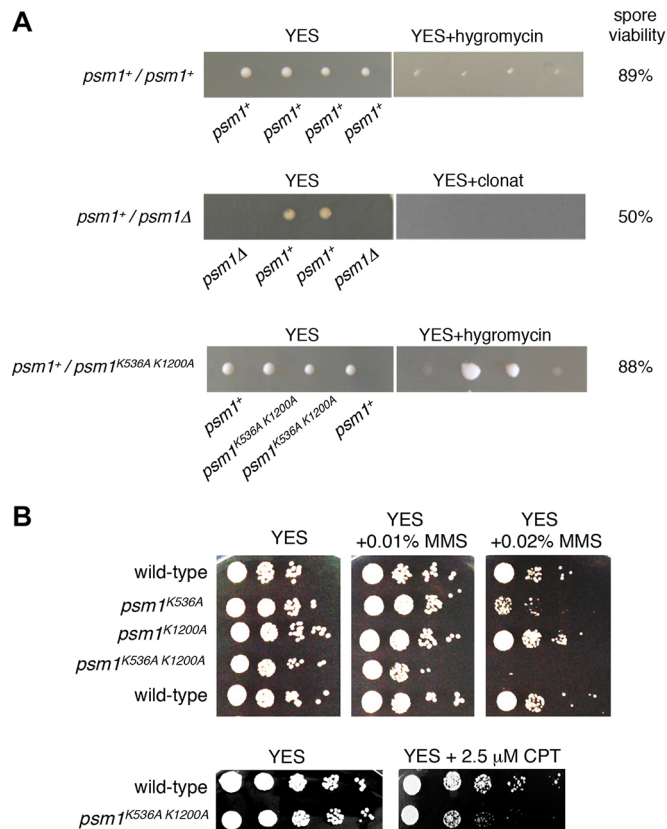 A
YES
YES+hygromycin
spore viability
psm1⁺ / psm1⁺
89%
psm1⁺
psm1⁺
psm1⁺
psm1⁺
YES
YES+clonat
psm1⁺ / psm1Δ
50%
psm1Δ
psm1⁺
psm1⁺
psm1Δ
YES
YES+hygromycin
psm1⁺ / psm1K536A K1200A
88%
psm1⁺
psm1K536A K1200A
psm1K536A K1200A
psm1⁺
B
YES
YES +0.01% MMS
YES +0.02% MMS
wild-type
psm1K536A
psm1K1200A
psm1K536A K1200A
wild-type
YES
YES + 2.5 μM CPT
wild-type
psm1K536A K1200A